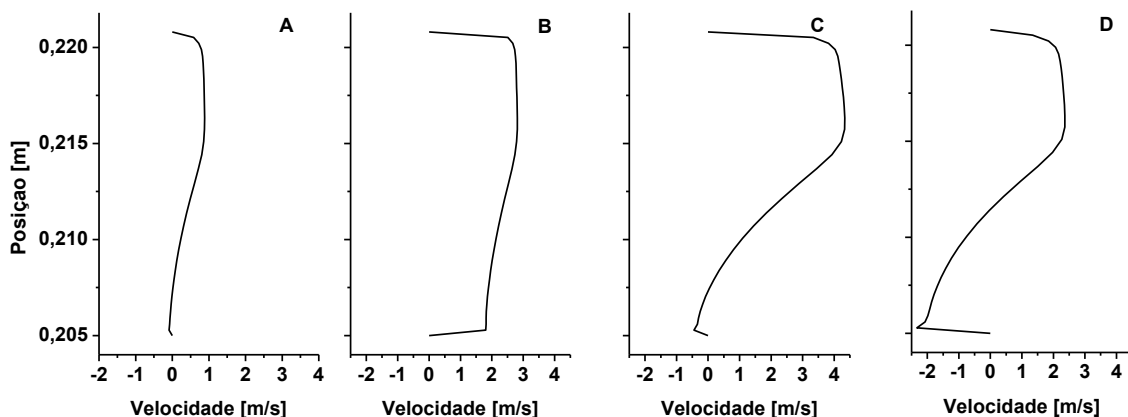 A
B
C
D
0,220
0,215
0,210
0,205
Posiçao [m]
-2 -1 0 1 2 3 4
-2 -1 0 1 2 3 4
-2 -1 0 1 2 3 4
-2 -1 0 1 2 3 4
Velocidade [m/s]
Velocidade [m/s]
Velocidade [m/s]
Velocidade [m/s]